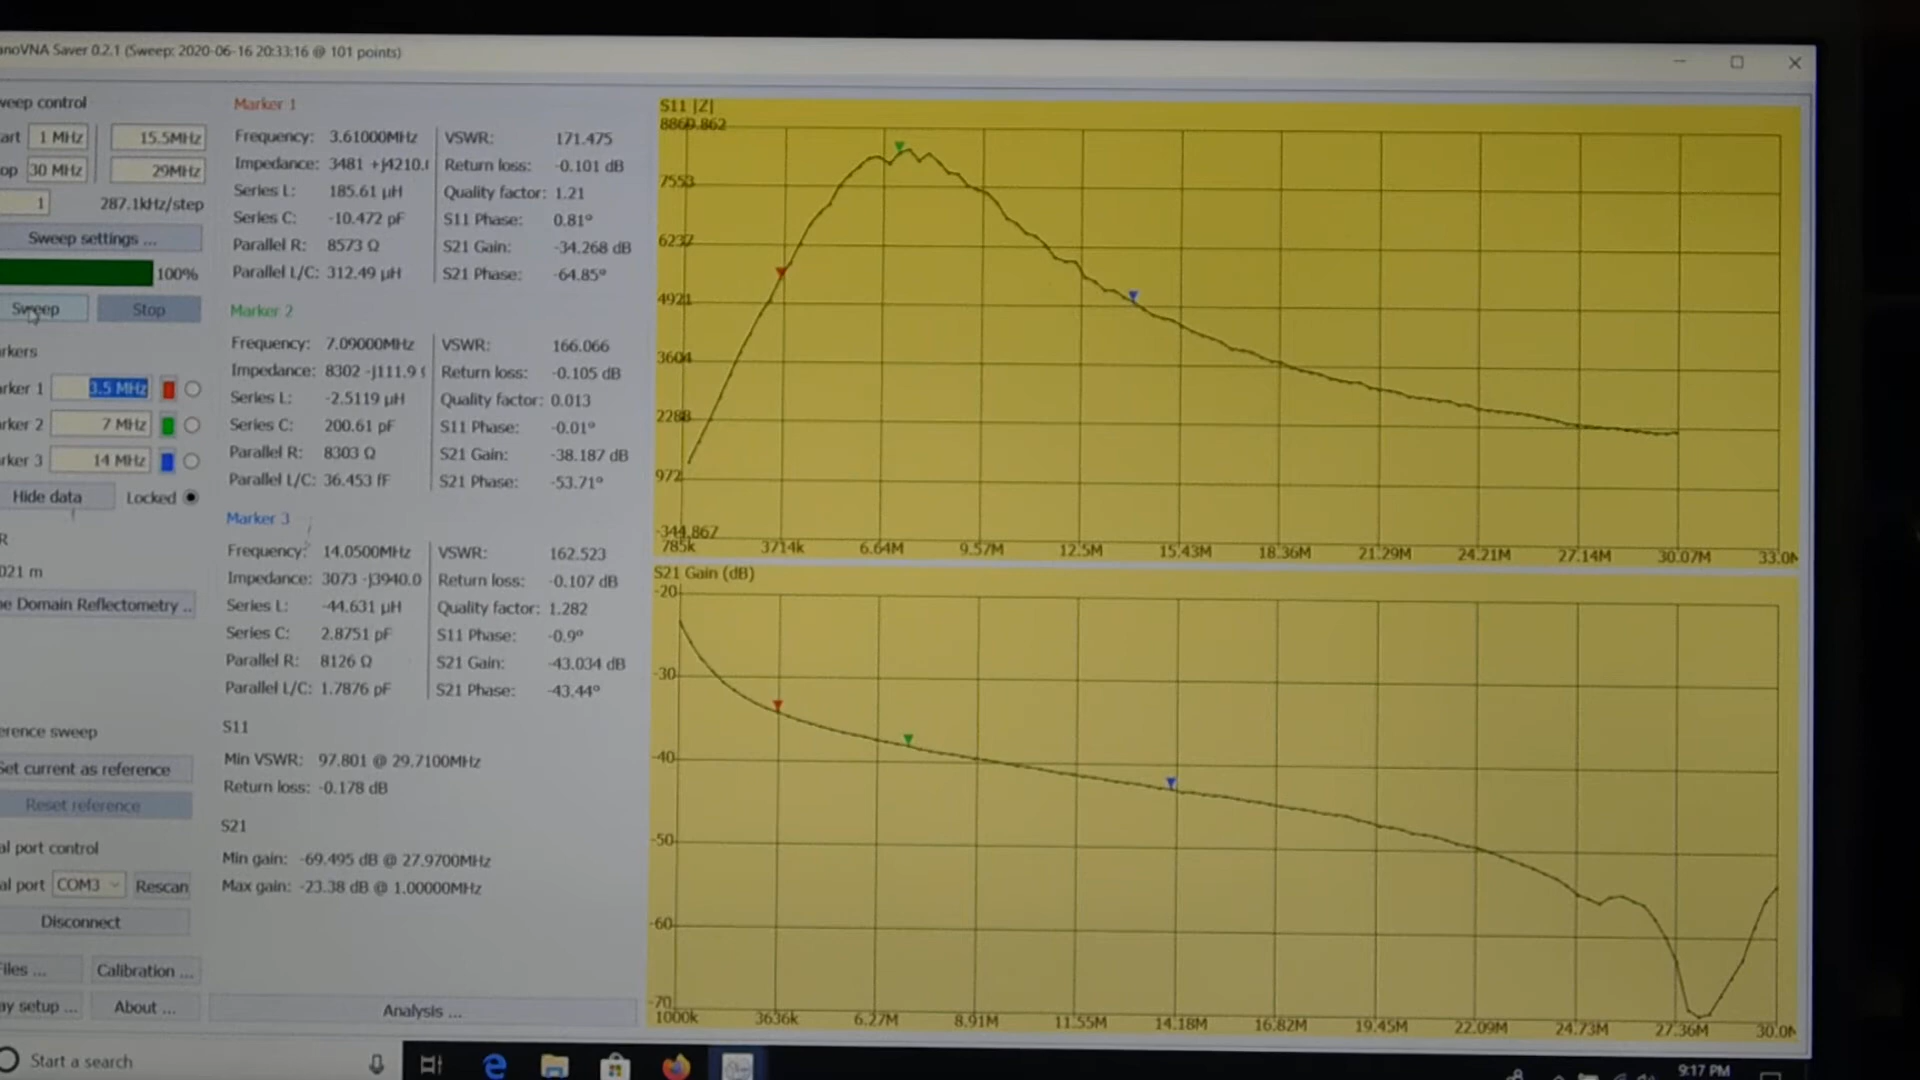 anoVNA Saver 0.2.1 (Sweep: 2020-06-16 20:33:16 @ 101 points)
weep control
art 1 MHz 15.5MHz
op 30 MHz 29MHz
1 287.1kHz/step
Sweep settings ...
100%
Sweep Stop
rkers
rker 1 3.5 MHz
rker 2 7 MHz
rker 3 14 MHz
Hide data Locked
R
021 m
e Domain Reflectometry ..
erence sweep
Set current as reference
Reset reference
al port control
al port COM3 Rescan
Disconnect
Files ... Calibration ...
ay setup ... About ...
Marker 1
Frequency: 3.61000MHz VSWR: 171.475
Impedance: 3481 +j4210. Return loss: -0.101 dB
Series L: 185.61 µH Quality factor: 1.21
Series C: -10.472 pF S11 Phase: 0.81°
Parallel R: 8573 Ω S21 Gain: -34.268 dB
Parallel L/C: 312.49 µH S21 Phase: -64.85°
Marker 2
Frequency: 7.09000MHz VSWR: 166.066
Impedance: 8302 -j111.9 Return loss: -0.105 dB
Series L: -2.5119 µH Quality factor: 0.013
Series C: 200.61 pF S11 Phase: -0.01°
Parallel R: 8303 Ω S21 Gain: -38.187 dB
Parallel L/C: 36.453 fF S21 Phase: -53.71°
Marker 3
Frequency: 14.0500MHz VSWR: 162.523
Impedance: 3073 -j3940.0 Return loss: -0.107 dB
Series L: -44.631 µH Quality factor: 1.282
Series C: 2.8751 pF S11 Phase: -0.9°
Parallel R: 8126 Ω S21 Gain: -43.034 dB
Parallel L/C: 1.7876 pF S21 Phase: -43.44°
S11
Min VSWR: 97.801 @ 29.7100MHz
Return loss: -0.178 dB
S21
Min gain: -69.495 dB @ 27.9700MHz
Max gain: -23.38 dB @ 1.00000MHz
Analysis ...
S11 |Z|
8869.862
7553
6237
4921
3604
2288
972
-344.867
785k 3714k 6.64M 9.57M 12.5M 15.43M 18.36M 21.29M 24.21M 27.14M 30.07M 33.0M
S21 Gain (dB)
-20
-30
-40
-50
-60
-70
1000k 3636k 6.27M 8.91M 11.55M 14.18M 16.82M 19.45M 22.09M 24.73M 27.36M 30.0M
Start a search
9:17 PM